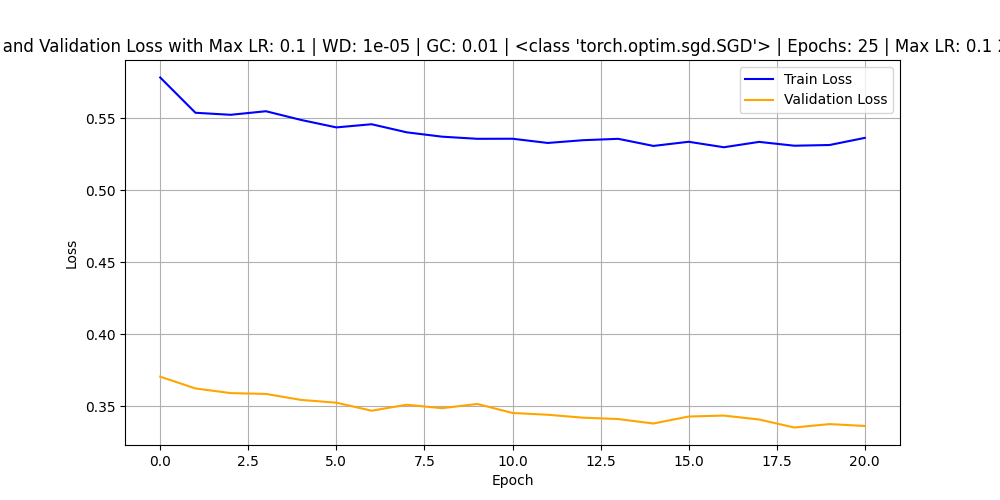 and Validation Loss with Max LR: 0.1 | WD: 1e-05 | GC: 0.01 | <class 'torch.optim.sgd.SGD'> | Epochs: 25 | Max LR: 0.1
Train Loss
Validation Loss
0.55
0.50
0.45
0.40
0.35
Loss
0.0 2.5 5.0 7.5 10.0 12.5 15.0 17.5 20.0
Epoch